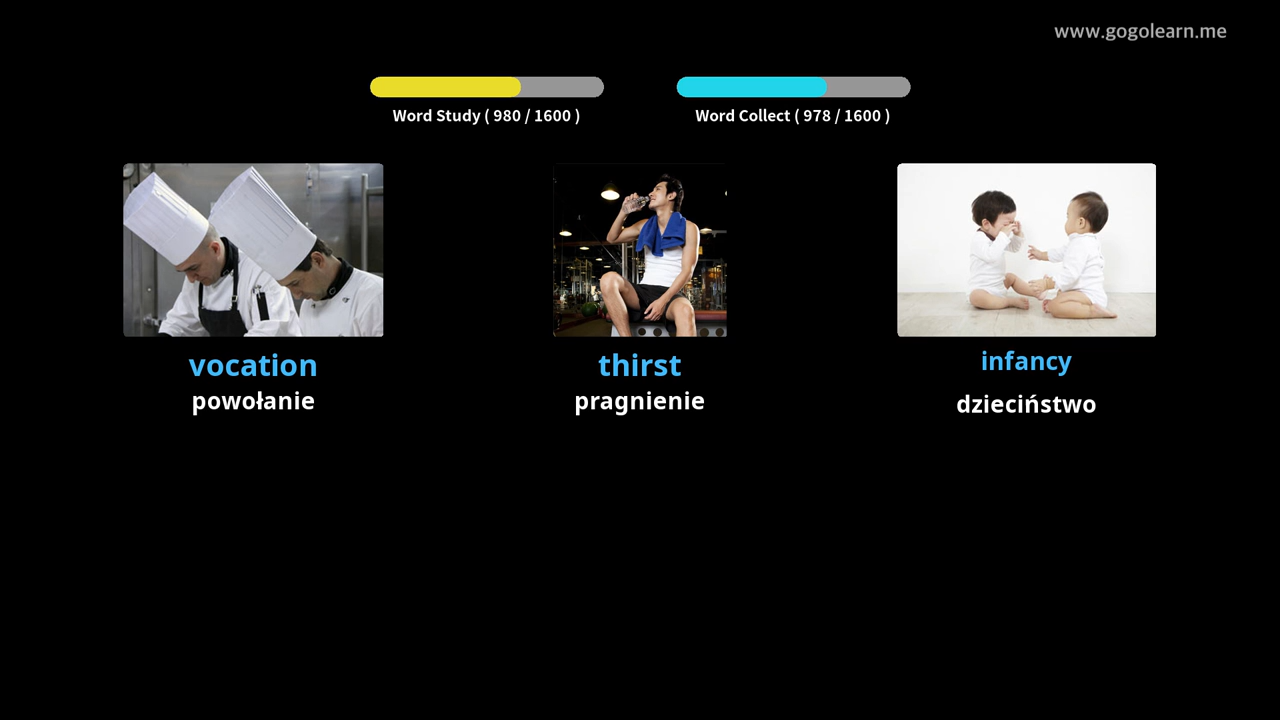 www.gogolearn.me
Word Study ( 980 / 1600 )
Word Collect ( 978 / 1600 )
vocation
powołanie
thirst
pragnienie
infancy
dzieciństwo